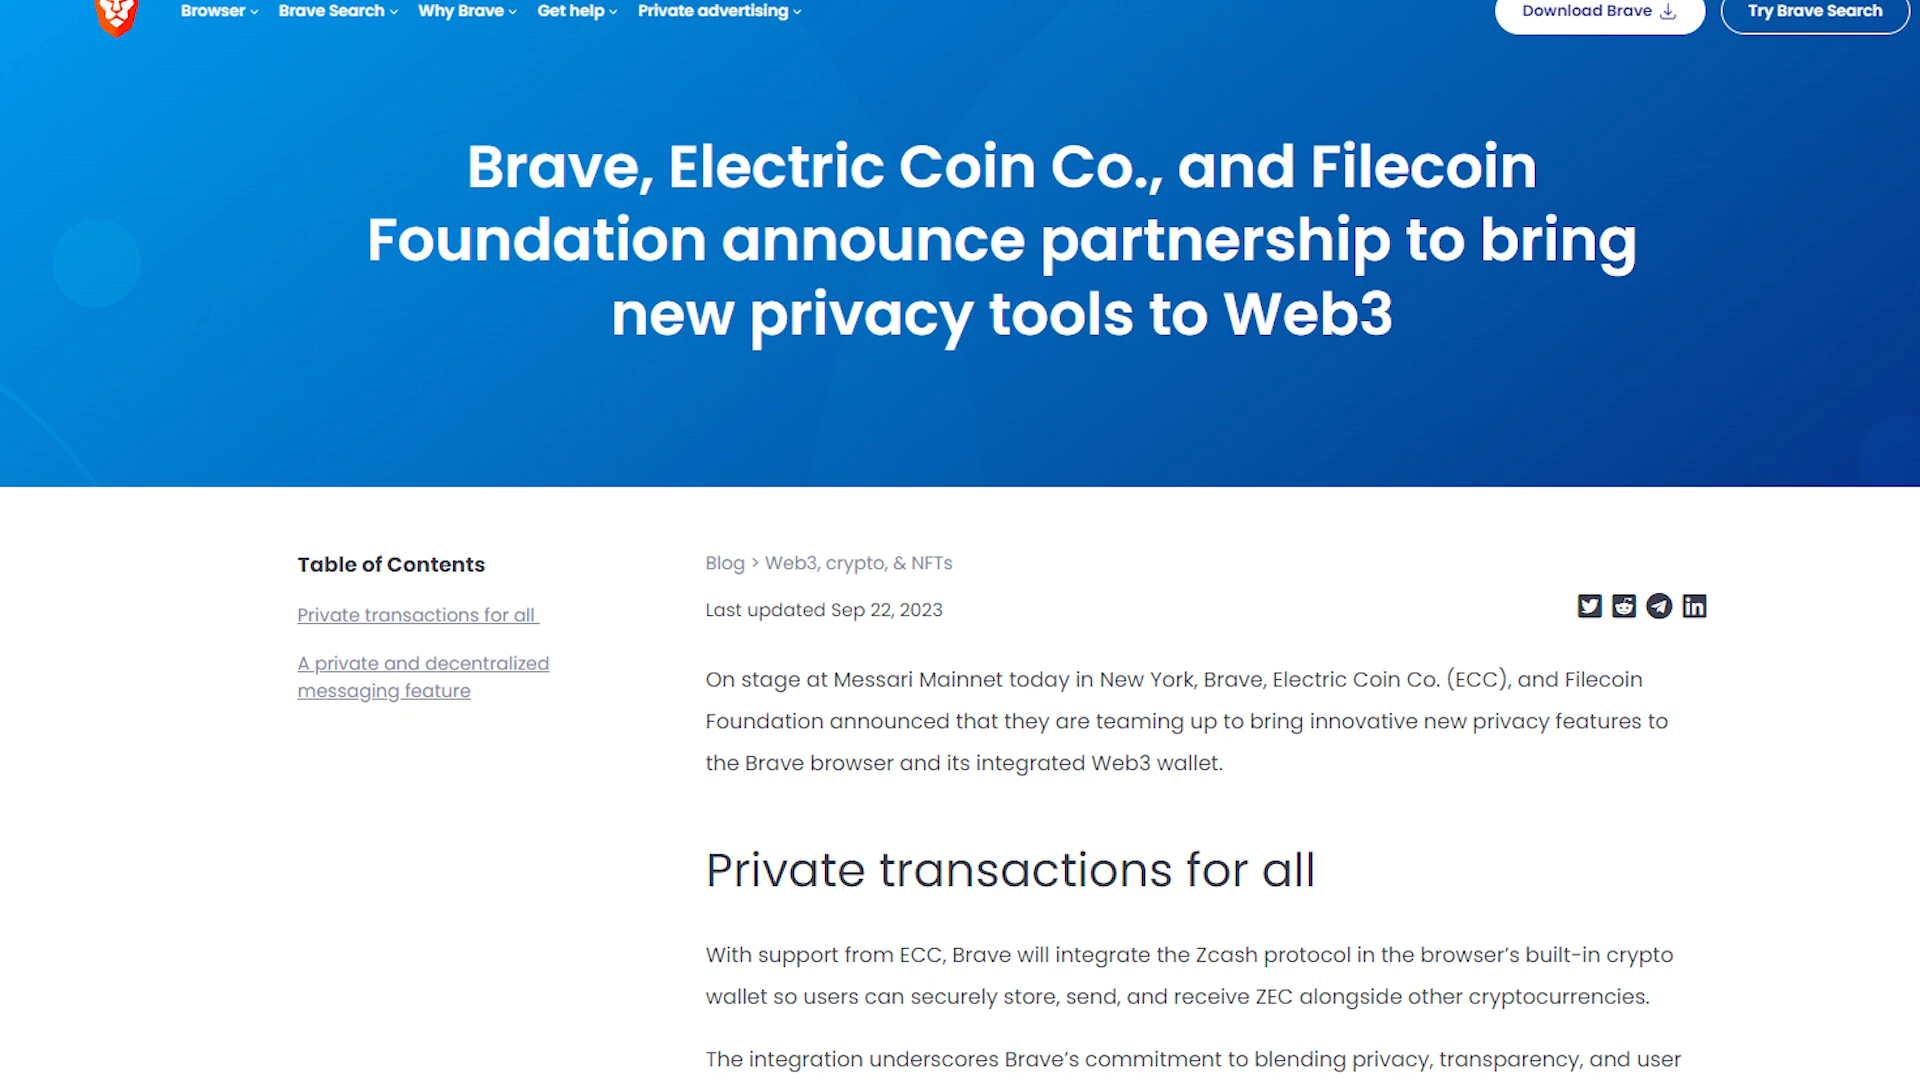 Browser
Brave Search
Why Brave
Get help
Private advertising
Download Brave
Try Brave Search
Brave, Electric Coin Co., and Filecoin
Foundation announce partnership to bring
new privacy tools to Web3
Table of Contents
Private transactions for all
A private and decentralized
messaging feature
Blog > Web3, crypto, & NFTs
Last updated Sep 22, 2023
On stage at Messari Mainnet today in New York, Brave, Electric Coin Co. (ECC), and Filecoin
Foundation announced that they are teaming up to bring innovative new privacy features to
the Brave browser and its integrated Web3 wallet.
Private transactions for all
With support from ECC, Brave will integrate the Zcash protocol in the browser’s built-in crypto
wallet so users can securely store, send, and receive ZEC alongside other cryptocurrencies.
The integration underscores Brave’s commitment to blending privacy, transparency, and user